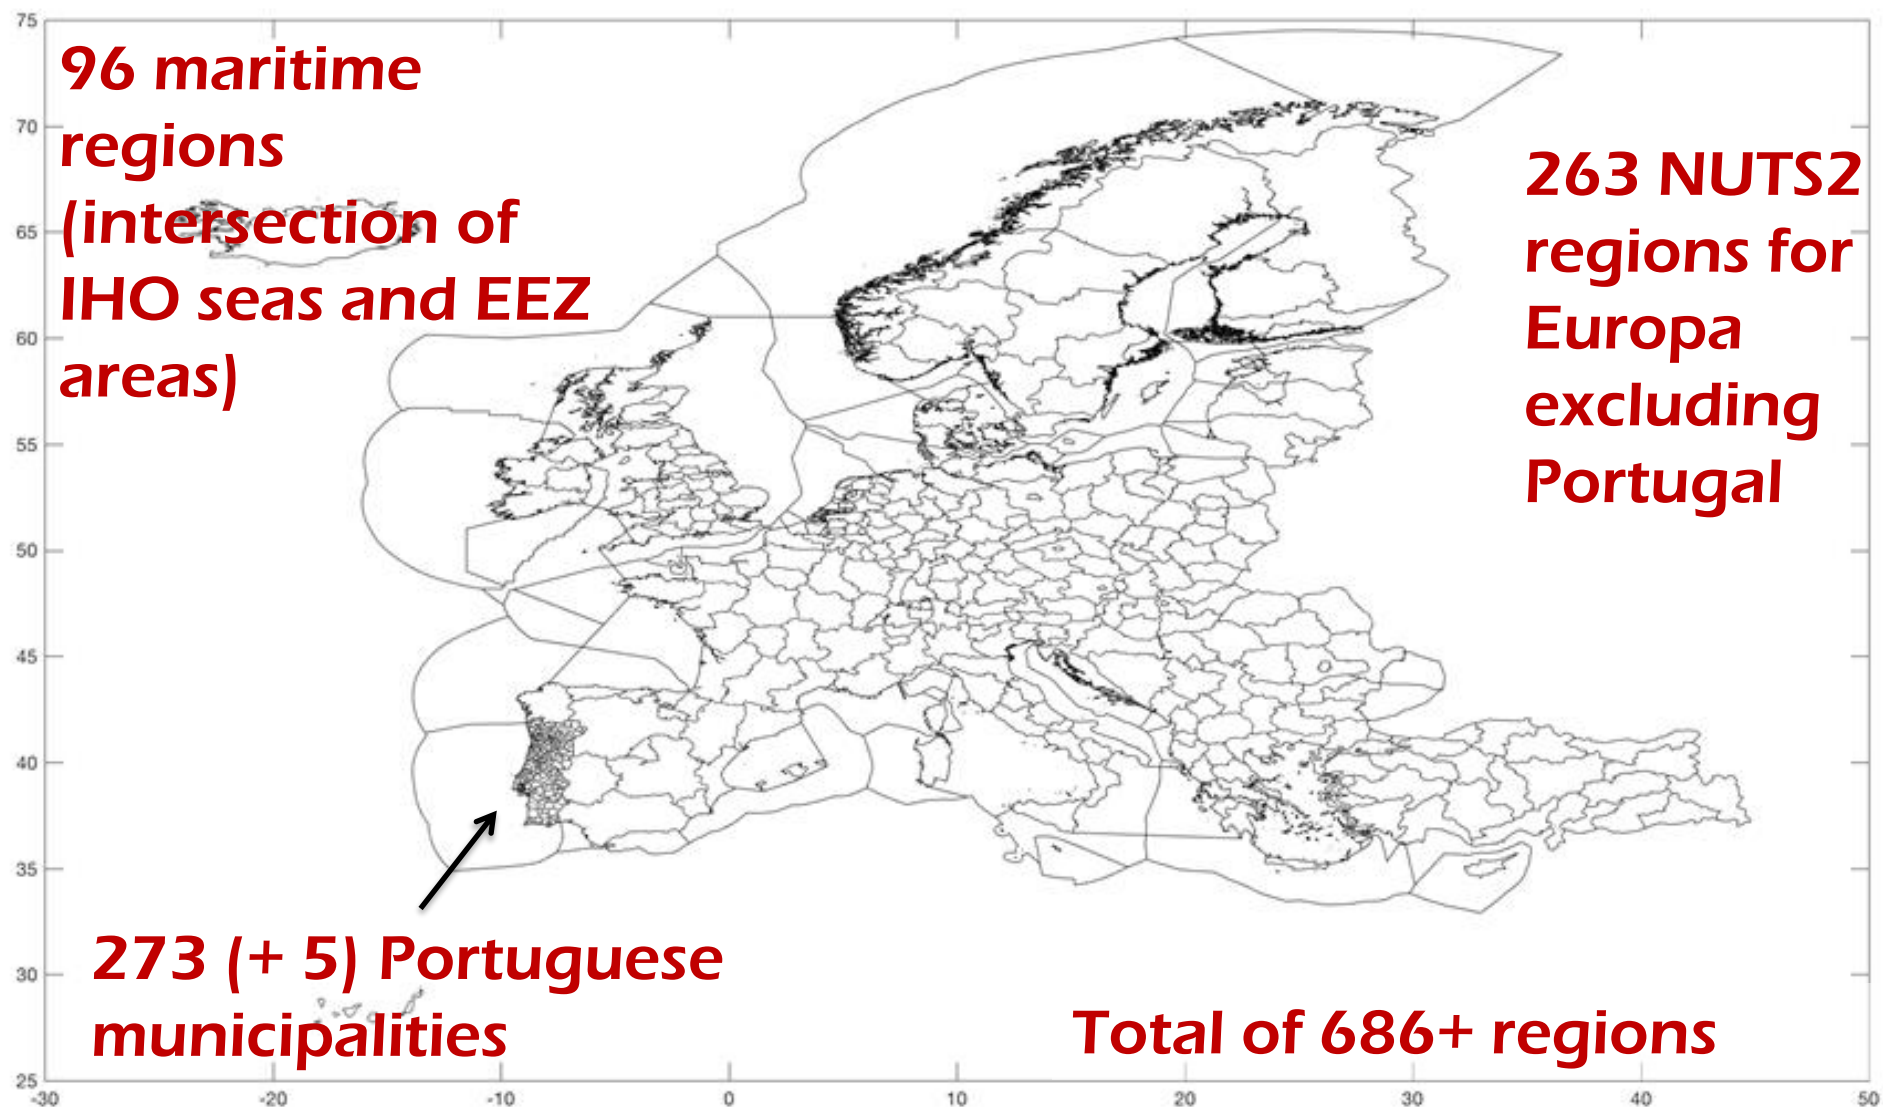 96 maritime
regions
(intersection of
IHO seas and EEZ
areas)
263 NUTS2
regions for
Europa
excluding
Portugal
273 (+ 5) Portuguese
municipalities
Total of 686+ regions
75
70
65
60
55
50
45
40
35
30
25
-30 -20 -10 0 10 20 30 40 50